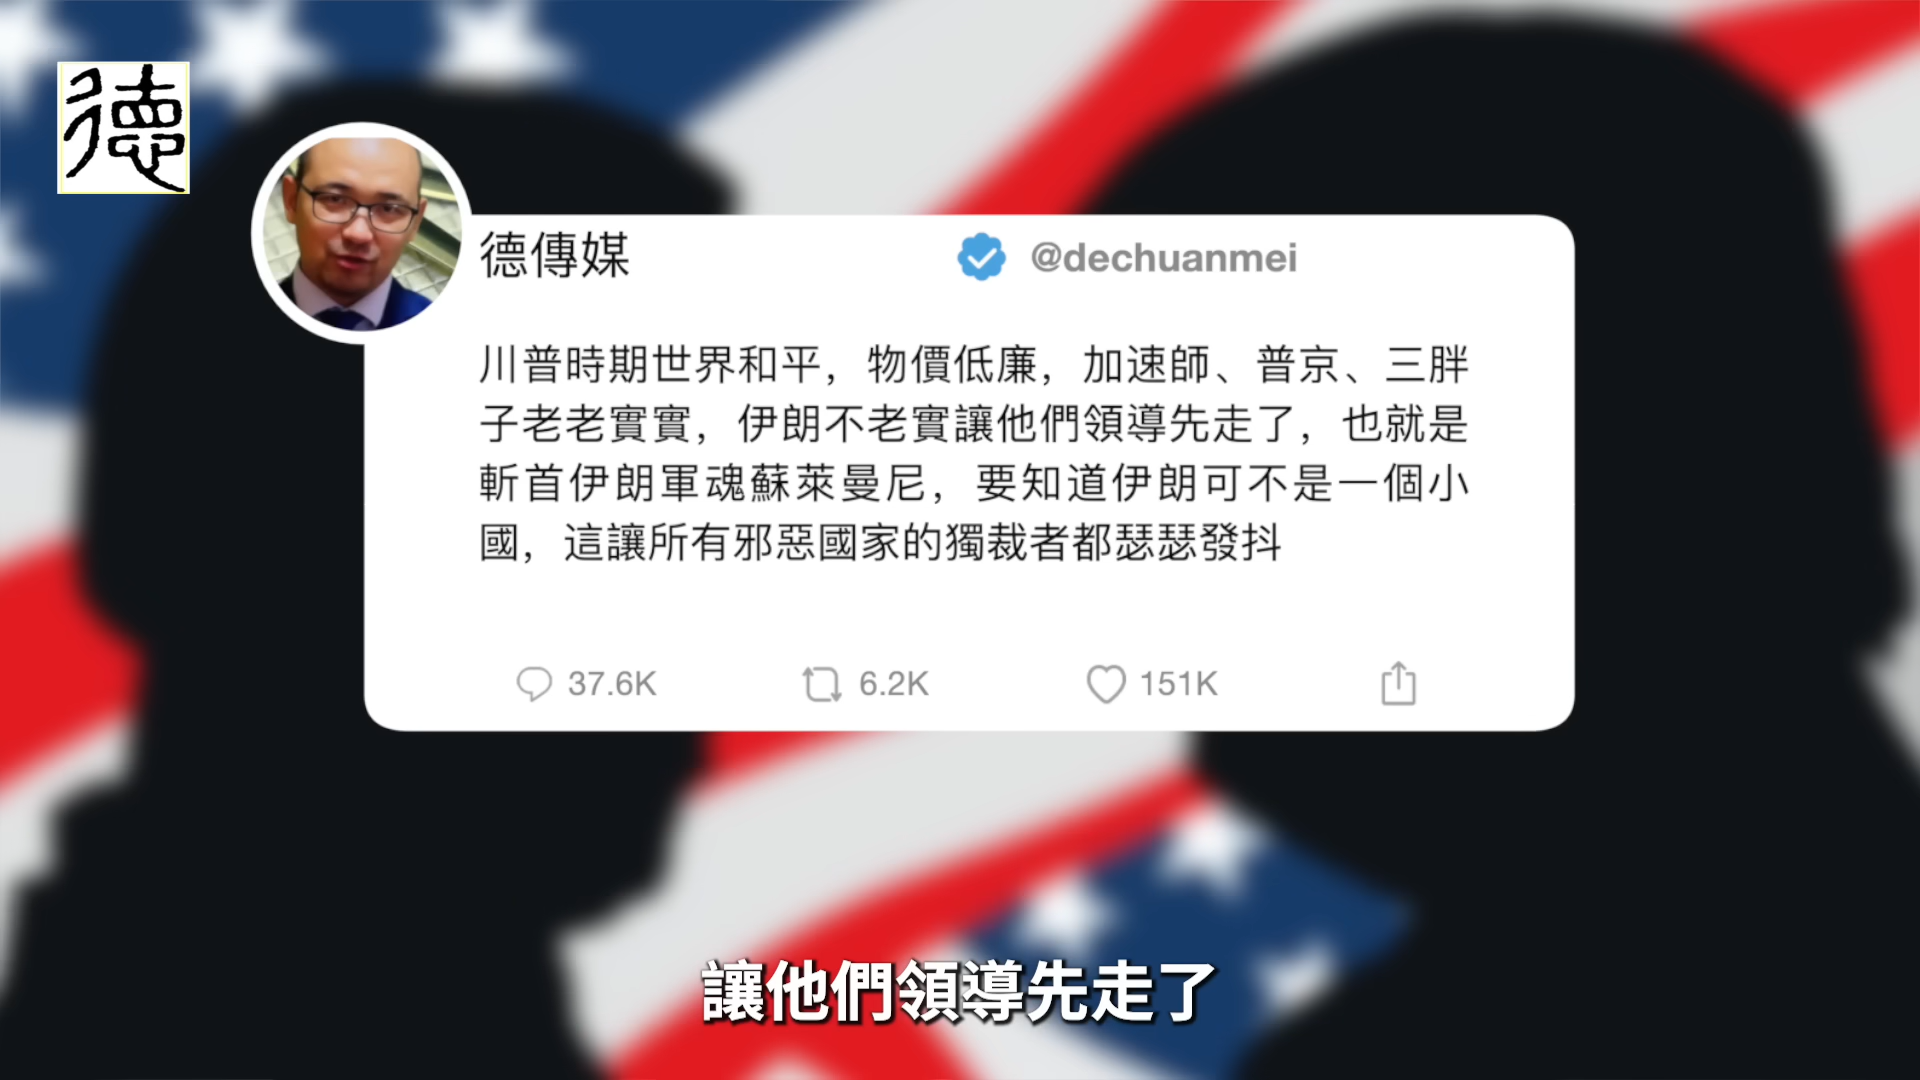 德
德傳媒
@dechuanmei
川普時期世界和平，物價低廉，加速師、普京、三胖
子老老實實，伊朗不老實讓他們領導先走了，也就是
斬首伊朗軍魂蘇萊曼尼，要知道伊朗可不是一個小
國，這讓所有邪惡國家的獨裁者都瑟瑟發抖
37.6K
6.2K
151K
讓他們領導先走了